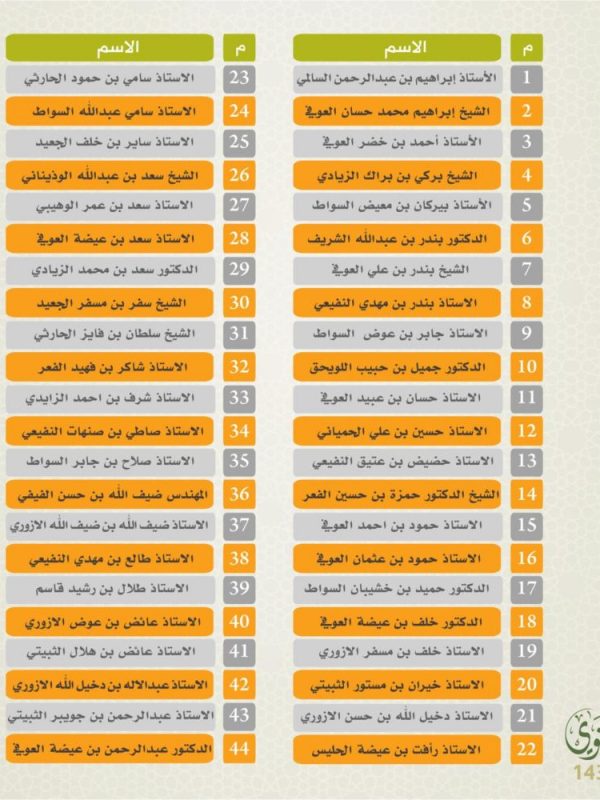 م الاسم
1 الأستاذ إبراهيم بن عبدالرحمن السالمي
2 الشيخ إبراهيم محمد حسان العوفي
3 الأستاذ أحمد بن خضر العوفي
4 الشيخ بركي بن براك الزيادي
5 الأستاذ بيركان بن معيض السواط
6 الدكتور بندر بن عبدالله الشريف
7 الشيخ بندر بن علي العوفي
8 الاستاذ بندر بن مهدي النفيعي
9 الاستاذ جابر بن عوض السواط
10 الدكتور جميل بن حبيب اللويحق
11 الاستاذ حسان بن عبيد العوفي
12 الاستاذ حسين بن علي الحمياني
13 الاستاذ حضيض بن عتيق النفيعي
14 الشيخ الدكتور حمزة بن حسين الفعر
15 الاستاذ حمود بن احمد العوفي
16 الاستاذ حمود بن عثمان العوفي
17 الدكتور حميد بن خشيبان السواط
18 الدكتور خلف بن عيضة العوفي
19 الاستاذ خلف بن مسفر الازوري
20 الاستاذ خيران بن مستور الثبيتي
21 الاستاذ دخيل الله بن حسن الازوري
22 الاستاذ رأفت بن عيضة الحليس
م الاسم
23 الاستاذ سامي بن حمود الحارثي
24 الاستاذ سامي عبدالله السواط
25 الاستاذ ساير بن خلف الجعيد
26 الشيخ سعد بن عبدالله الوذيناني
27 الاستاذ سعد بن عمر الوهيبي
28 الاستاذ سعد بن عيضة العوفي
29 الدكتور سعد بن محمد الزيادي
30 الشيخ سفر بن مسفر الجعيد
31 الشيخ سلطان بن فايز الحارثي
32 الاستاذ شاكر بن فهيد الفعر
33 الاستاذ شرف بن احمد الزايدي
34 الاستاذ صاطي بن صنهات النفيعي
35 الاستاذ صلاح بن جابر السواط
36 المهندس ضيف الله بن حسن الفيفي
37 الاستاذ ضيف الله بن ضيف الله الازوري
38 الاستاذ طالع بن مهدي النفيعي
39 الاستاذ طلال بن رشيد قاسم
40 الاستاذ عائض بن عوض الازوري
41 الاستاذ عائض بن هلال الثبيتي
42 الاستاذ عبدالاله بن دخيل الله الازوري
43 الاستاذ عبدالرحمن بن جويبر الثبيتي
44 الدكتور عبدالرحمن بن عيضة العوفي